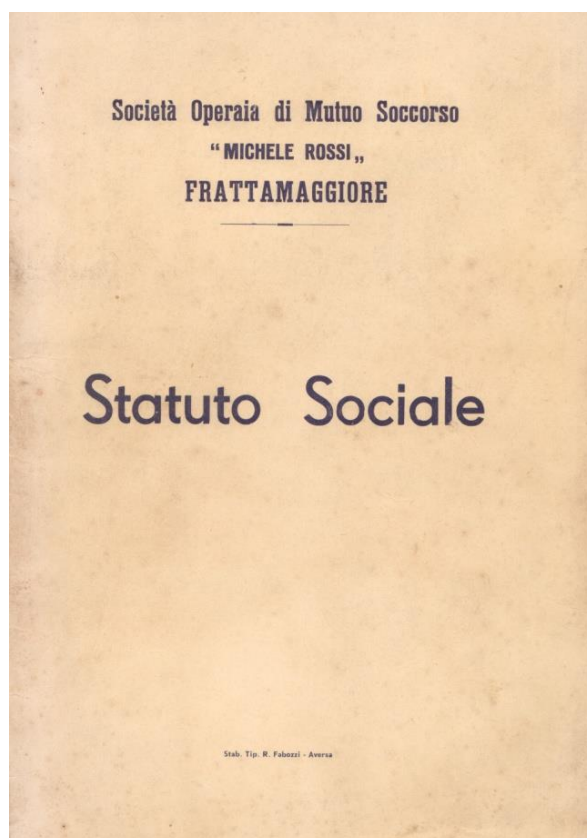 Società Operaia di Mutuo Soccorso
“MICHELE ROSSI„
FRATTAMAGGIORE
Statuto Sociale
Stab. Tip. R. Fabozzi - Aversa